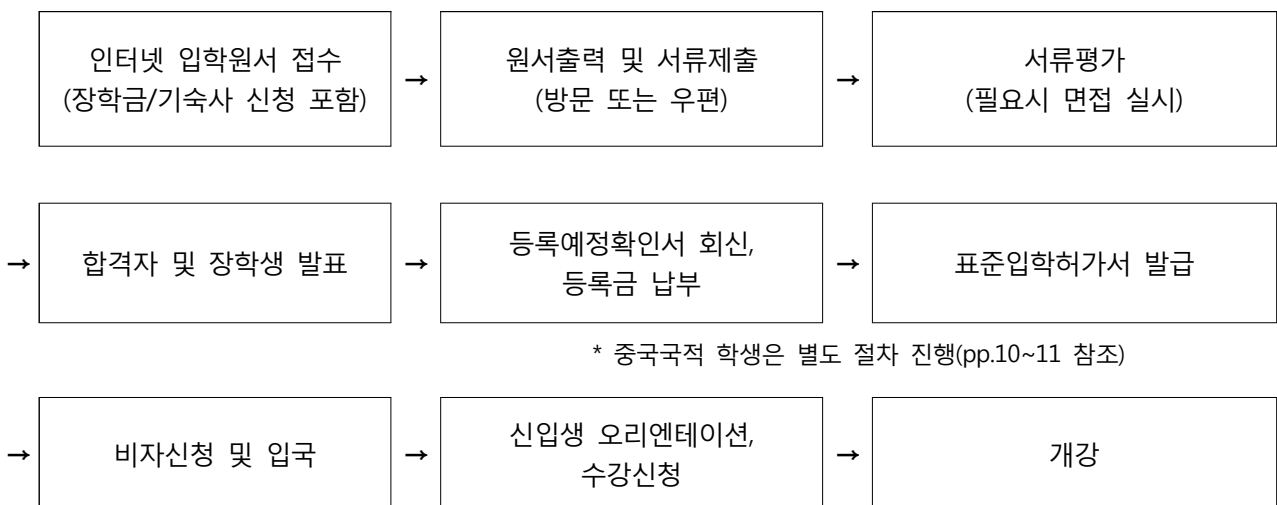 인터넷 입학원서 접수
(장학금/기숙사 신청 포함)
→
원서출력 및 서류제출
(방문 또는 우편)
→
서류평가
(필요시 면접 실시)
→
합격자 및 장학생 발표
→
등록예정확인서 회신,
등록금 납부
→
표준입학허가서 발급
* 중국국적 학생은 별도 절차 진행(pp.10~11 참조)
→
비자신청 및 입국
→
신입생 오리엔테이션,
수강신청
→
개강